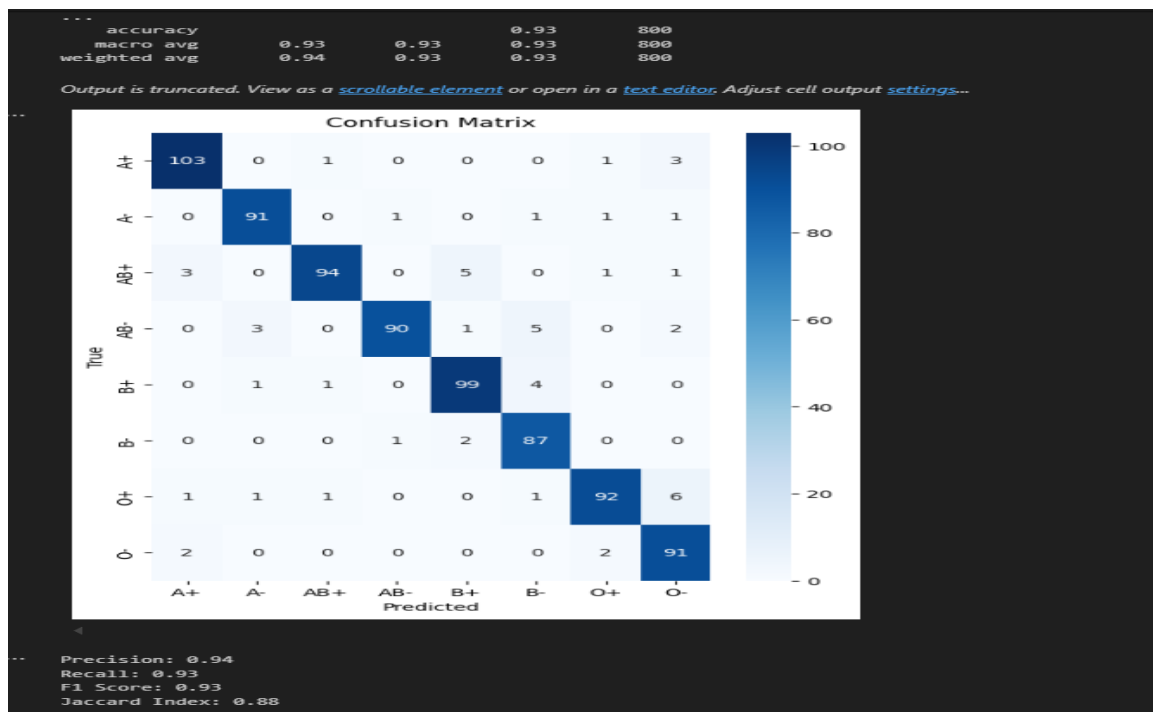 ...
accuracy 0.93 800
macro avg 0.93 0.93 0.93 800
weighted avg 0.94 0.93 0.93 800
Output is truncated. View as a scrollable element or open in a text editor. Adjust cell output settings...
...
Confusion Matrix
A+ 103 0 1 0 0 0 1 3
A- 0 91 0 1 0 1 1 1
AB+ 3 0 94 0 5 0 1 1
AB- 0 3 0 90 1 5 0 2
B+ 0 1 1 0 99 4 0 0
B- 0 0 0 1 2 87 0 0
O+ 1 1 1 0 0 1 92 6
O- 2 0 0 0 0 0 2 91
True
A+ A- AB+ AB- B+ B- O+ O-
Predicted
100
80
60
40
20
0
...
Precision: 0.94
Recall: 0.93
F1 Score: 0.93
Jaccard Index: 0.88